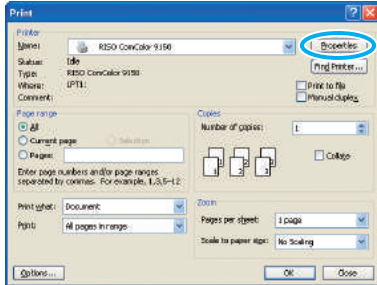 Print
Printer
Name: RISO ComColor 9150 Properties
Status: Idle Find Printer...
Type: RISO ComColor 9150
Where: LPT1: Print to file
Comment: Manual duplex
Page range
All
Current page Selection
Pages:
Enter page numbers and/or page ranges
separated by commas. For example, 1,3,5-12
Copies
Number of copies: 1
Collate
Print what: Document
Print: All pages in range
Zoom
Pages per sheet: 1 page
Scale to paper size: No Scaling
Options... OK Close